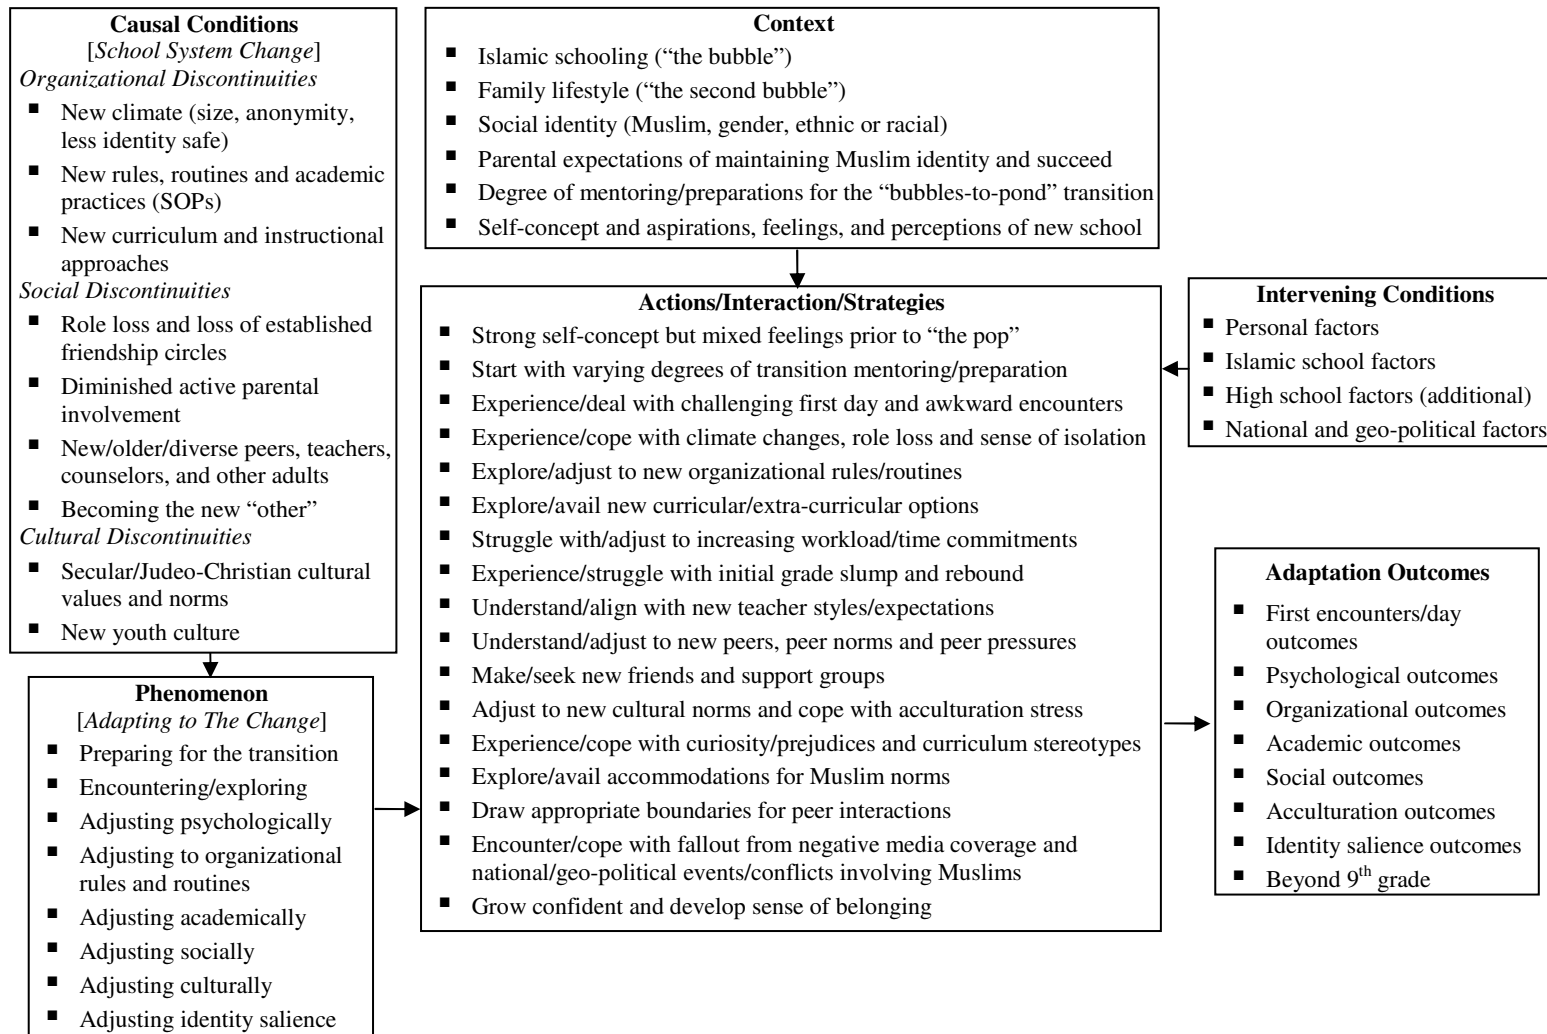 Causal Conditions
[School System Change]
Organizational Discontinuities
▪ New climate (size, anonymity,
less identity safe)
▪ New rules, routines and academic
practices (SOPs)
▪ New curriculum and instructional
approaches
Social Discontinuities
▪ Role loss and loss of established
friendship circles
▪ Diminished active parental
involvement
▪ New/older/diverse peers, teachers,
counselors, and other adults
▪ Becoming the new “other”
Cultural Discontinuities
▪ Secular/Judeo-Christian cultural
values and norms
▪ New youth culture
Phenomenon
[Adapting to The Change]
▪ Preparing for the transition
▪ Encountering/exploring
▪ Adjusting psychologically
▪ Adjusting to organizational
rules and routines
▪ Adjusting academically
▪ Adjusting socially
▪ Adjusting culturally
▪ Adjusting identity salience
Context
▪ Islamic schooling (“the bubble”)
▪ Family lifestyle (“the second bubble”)
▪ Social identity (Muslim, gender, ethnic or racial)
▪ Parental expectations of maintaining Muslim identity and succeed
▪ Degree of mentoring/preparations for the “bubbles-to-pond” transition
▪ Self-concept and aspirations, feelings, and perceptions of new school
Actions/Interaction/Strategies
▪ Strong self-concept but mixed feelings prior to “the pop”
▪ Start with varying degrees of transition mentoring/preparation
▪ Experience/deal with challenging first day and awkward encounters
▪ Experience/cope with climate changes, role loss and sense of isolation
▪ Explore/adjust to new organizational rules/routines
▪ Explore/avail new curricular/extra-curricular options
▪ Struggle with/adjust to increasing workload/time commitments
▪ Experience/struggle with initial grade slump and rebound
▪ Understand/align with new teacher styles/expectations
▪ Understand/adjust to new peers, peer norms and peer pressures
▪ Make/seek new friends and support groups
▪ Adjust to new cultural norms and cope with acculturation stress
▪ Experience/cope with curiosity/prejudices and curriculum stereotypes
▪ Explore/avail accommodations for Muslim norms
▪ Draw appropriate boundaries for peer interactions
▪ Encounter/cope with fallout from negative media coverage and
national/geo-political events/conflicts involving Muslims
▪ Grow confident and develop sense of belonging
Intervening Conditions
▪ Personal factors
▪ Islamic school factors
▪ High school factors (additional)
▪ National and geo-political factors
Adaptation Outcomes
▪ First encounters/day
outcomes
▪ Psychological outcomes
▪ Organizational outcomes
▪ Academic outcomes
▪ Social outcomes
▪ Acculturation outcomes
▪ Identity salience outcomes
▪ Beyond 9th grade